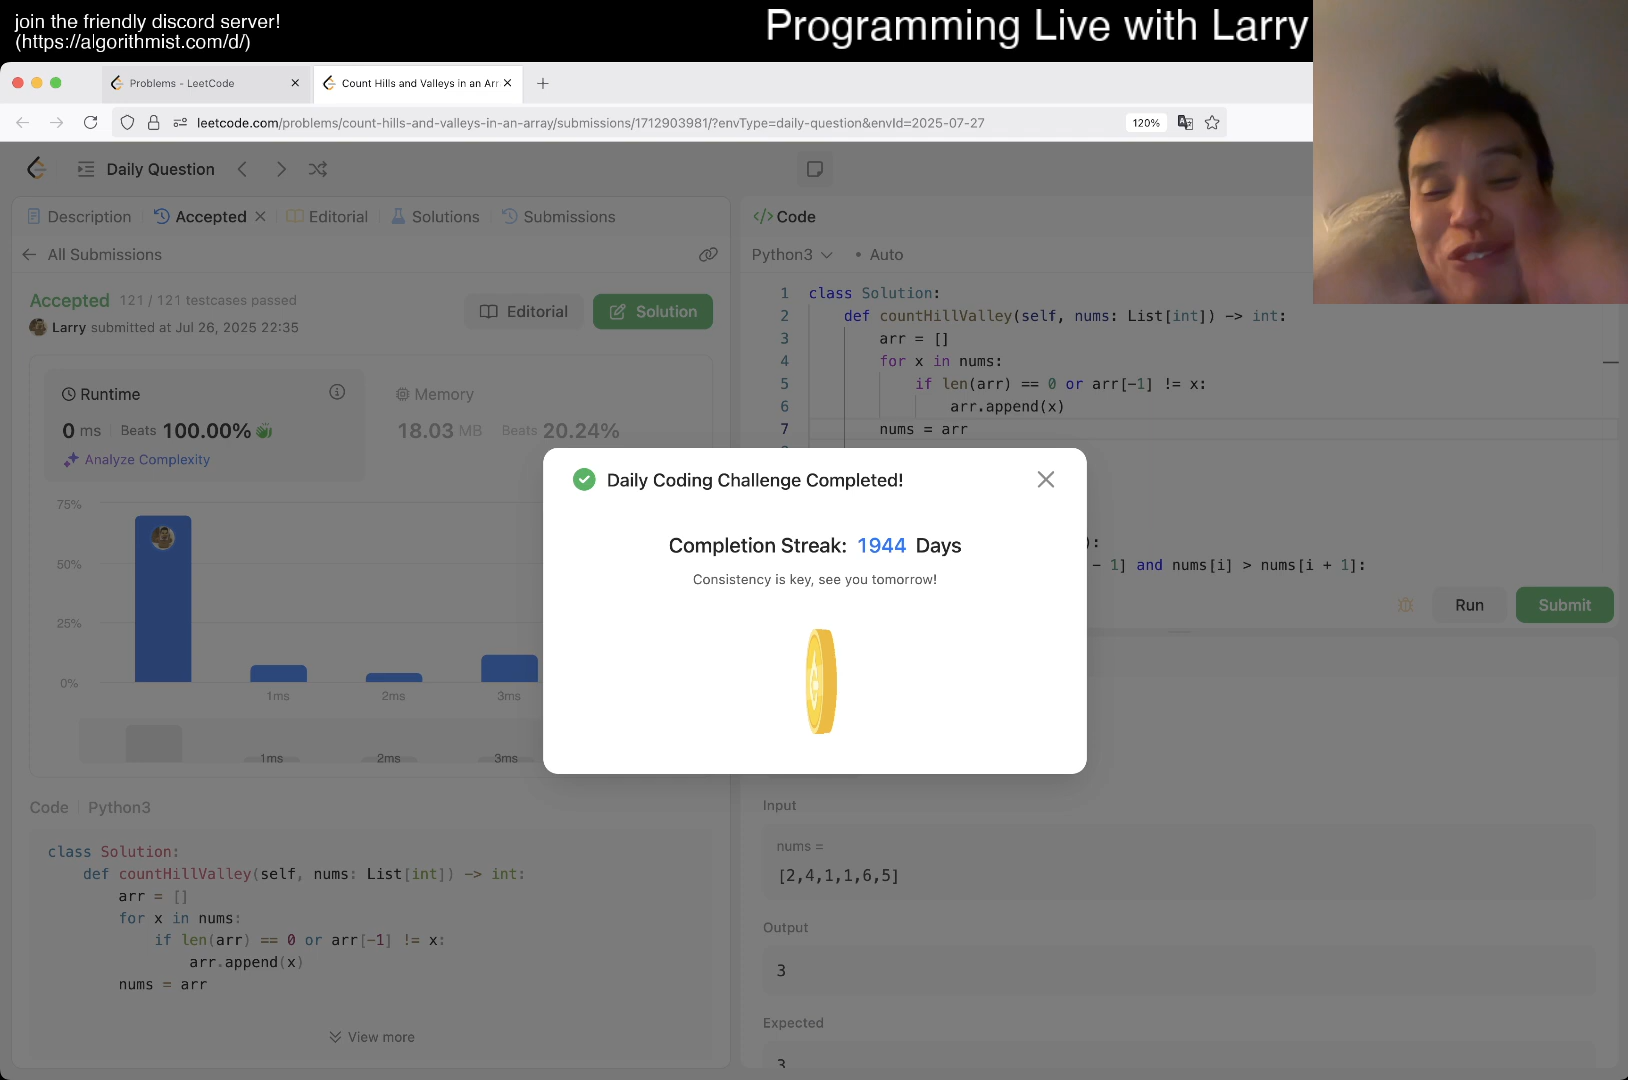 join the friendly discord server!
(https://algorithmist.com/d/)
Programming Live with Larry
Problems - LeetCode
Count Hills and Valleys in an Arr
leetcode.com/problems/count-hills-and-valleys-in-an-array/submissions/1712903981/?envType=daily-question&envId=2025-07-27
120%
Daily Question
Description
Accepted
Editorial
Solutions
Submissions
All Submissions
Accepted 121 / 121 testcases passed
Larry submitted at Jul 26, 2025 22:35
Editorial
Solution
Runtime
0 ms Beats 100.00%
Analyze Complexity
Memory
18.03 MB Beats 20.24%
75%
50%
25%
0%
1ms 2ms 3ms
1ms 2ms 3ms
Code Python3
class Solution:
def countHillValley(self, nums: List[int]) -> int:
arr = []
for x in nums:
if len(arr) == 0 or arr[-1] != x:
arr.append(x)
nums = arr
View more
</> Code
Python3 • Auto
1 class Solution:
2 def countHillValley(self, nums: List[int]) -> int:
3 arr = []
4 for x in nums:
5 if len(arr) == 0 or arr[-1] != x:
6 arr.append(x)
7 nums = arr
):
- 1] and nums[i] > nums[i + 1]:
Run
Submit
Daily Coding Challenge Completed!
Completion Streak: 1944 Days
Consistency is key, see you tomorrow!
Input
nums =
[2,4,1,1,6,5]
Output
3
Expected
3